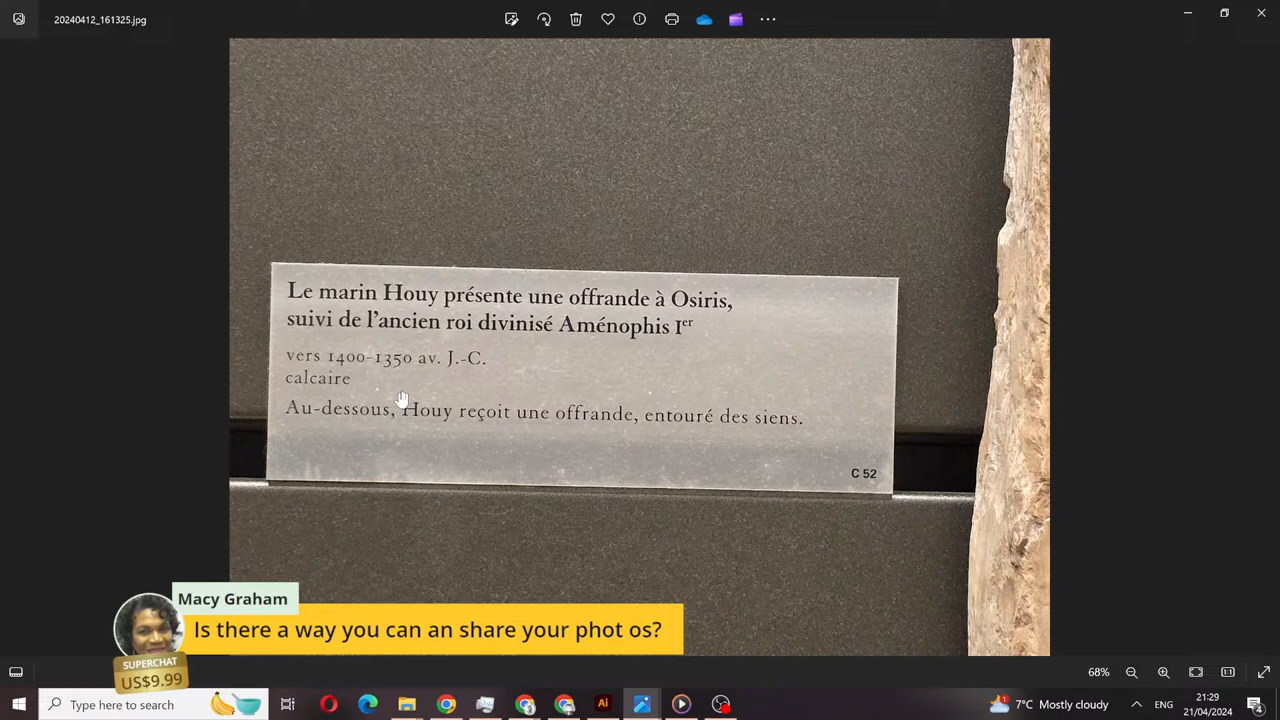 20240412_161325.jpg
Le marin Houy présente une offrande à Osiris,
suivi de l'ancien roi divinisé Aménophis Ier
vers 1400-1350 av. J.-C.
calcaire
Au-dessous, Houy reçoit une offrande, entouré des siens.
C 52
Macy Graham
Is there a way you can an share your phot os?
SUPERCHAT
US$9.99
68%
Type here to search
Ai
7°C Mostly cloudy
ENG
21:29
21/04/2024
4